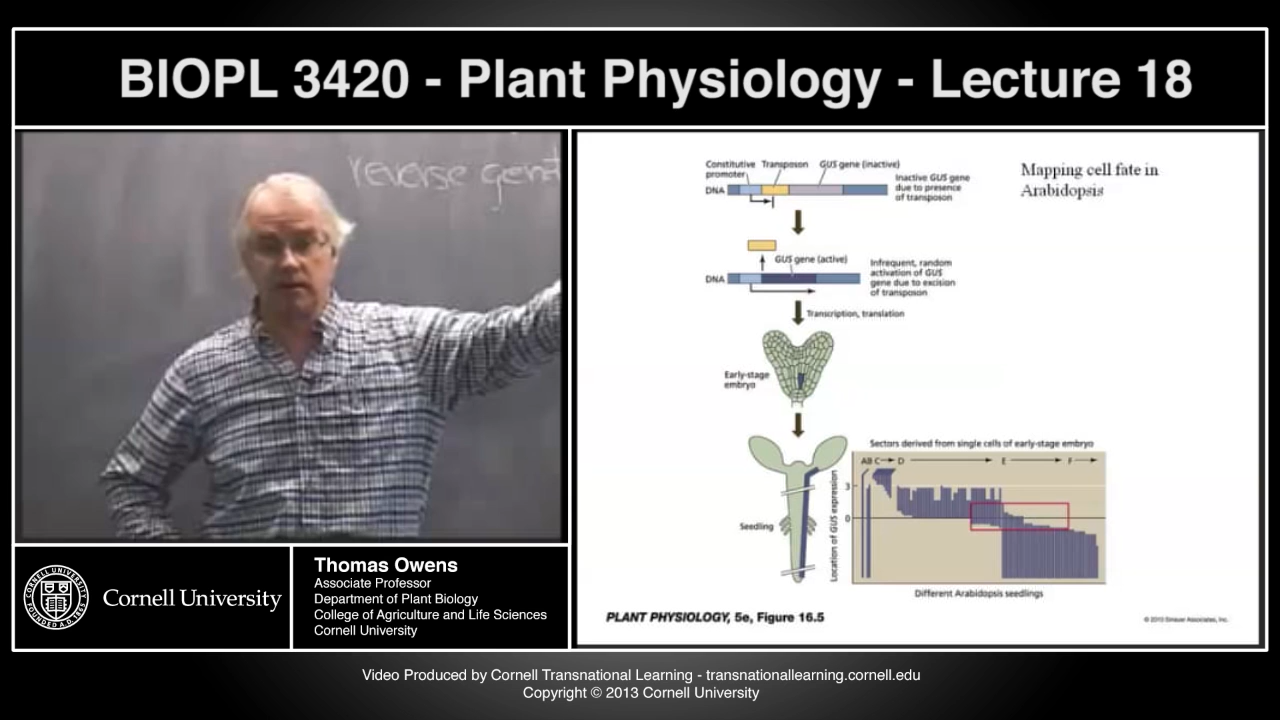 BIOPL 3420 - Plant Physiology - Lecture 18
reverse gen
Constitutive promoter
Transposon
GUS gene (inactive)
DNA
Inactive GUS gene
due to presence
of transposon
Mapping cell fate in
Arabidopsis
GUS gene (active)
DNA
Infrequent, random
activation of GUS
gene due to excision
of transposon
Transcription, translation
Early-stage
embryo
Seedling
Sectors derived from single cells of early-stage embryo
AB C D E F
Location of GUS expression
3
0
Different Arabidopsis seedlings
PLANT PHYSIOLOGY, 5e, Figure 16.5
© 2010 Sinauer Associates, Inc.
CORNELL UNIVERSITY
FOUNDED A.D.
Cornell University
Thomas Owens
Associate Professor
Department of Plant Biology
College of Agriculture and Life Sciences
Cornell University
Video Produced by Cornell Transnational Learning - transnationallearning.cornell.edu
Copyright © 2013 Cornell University